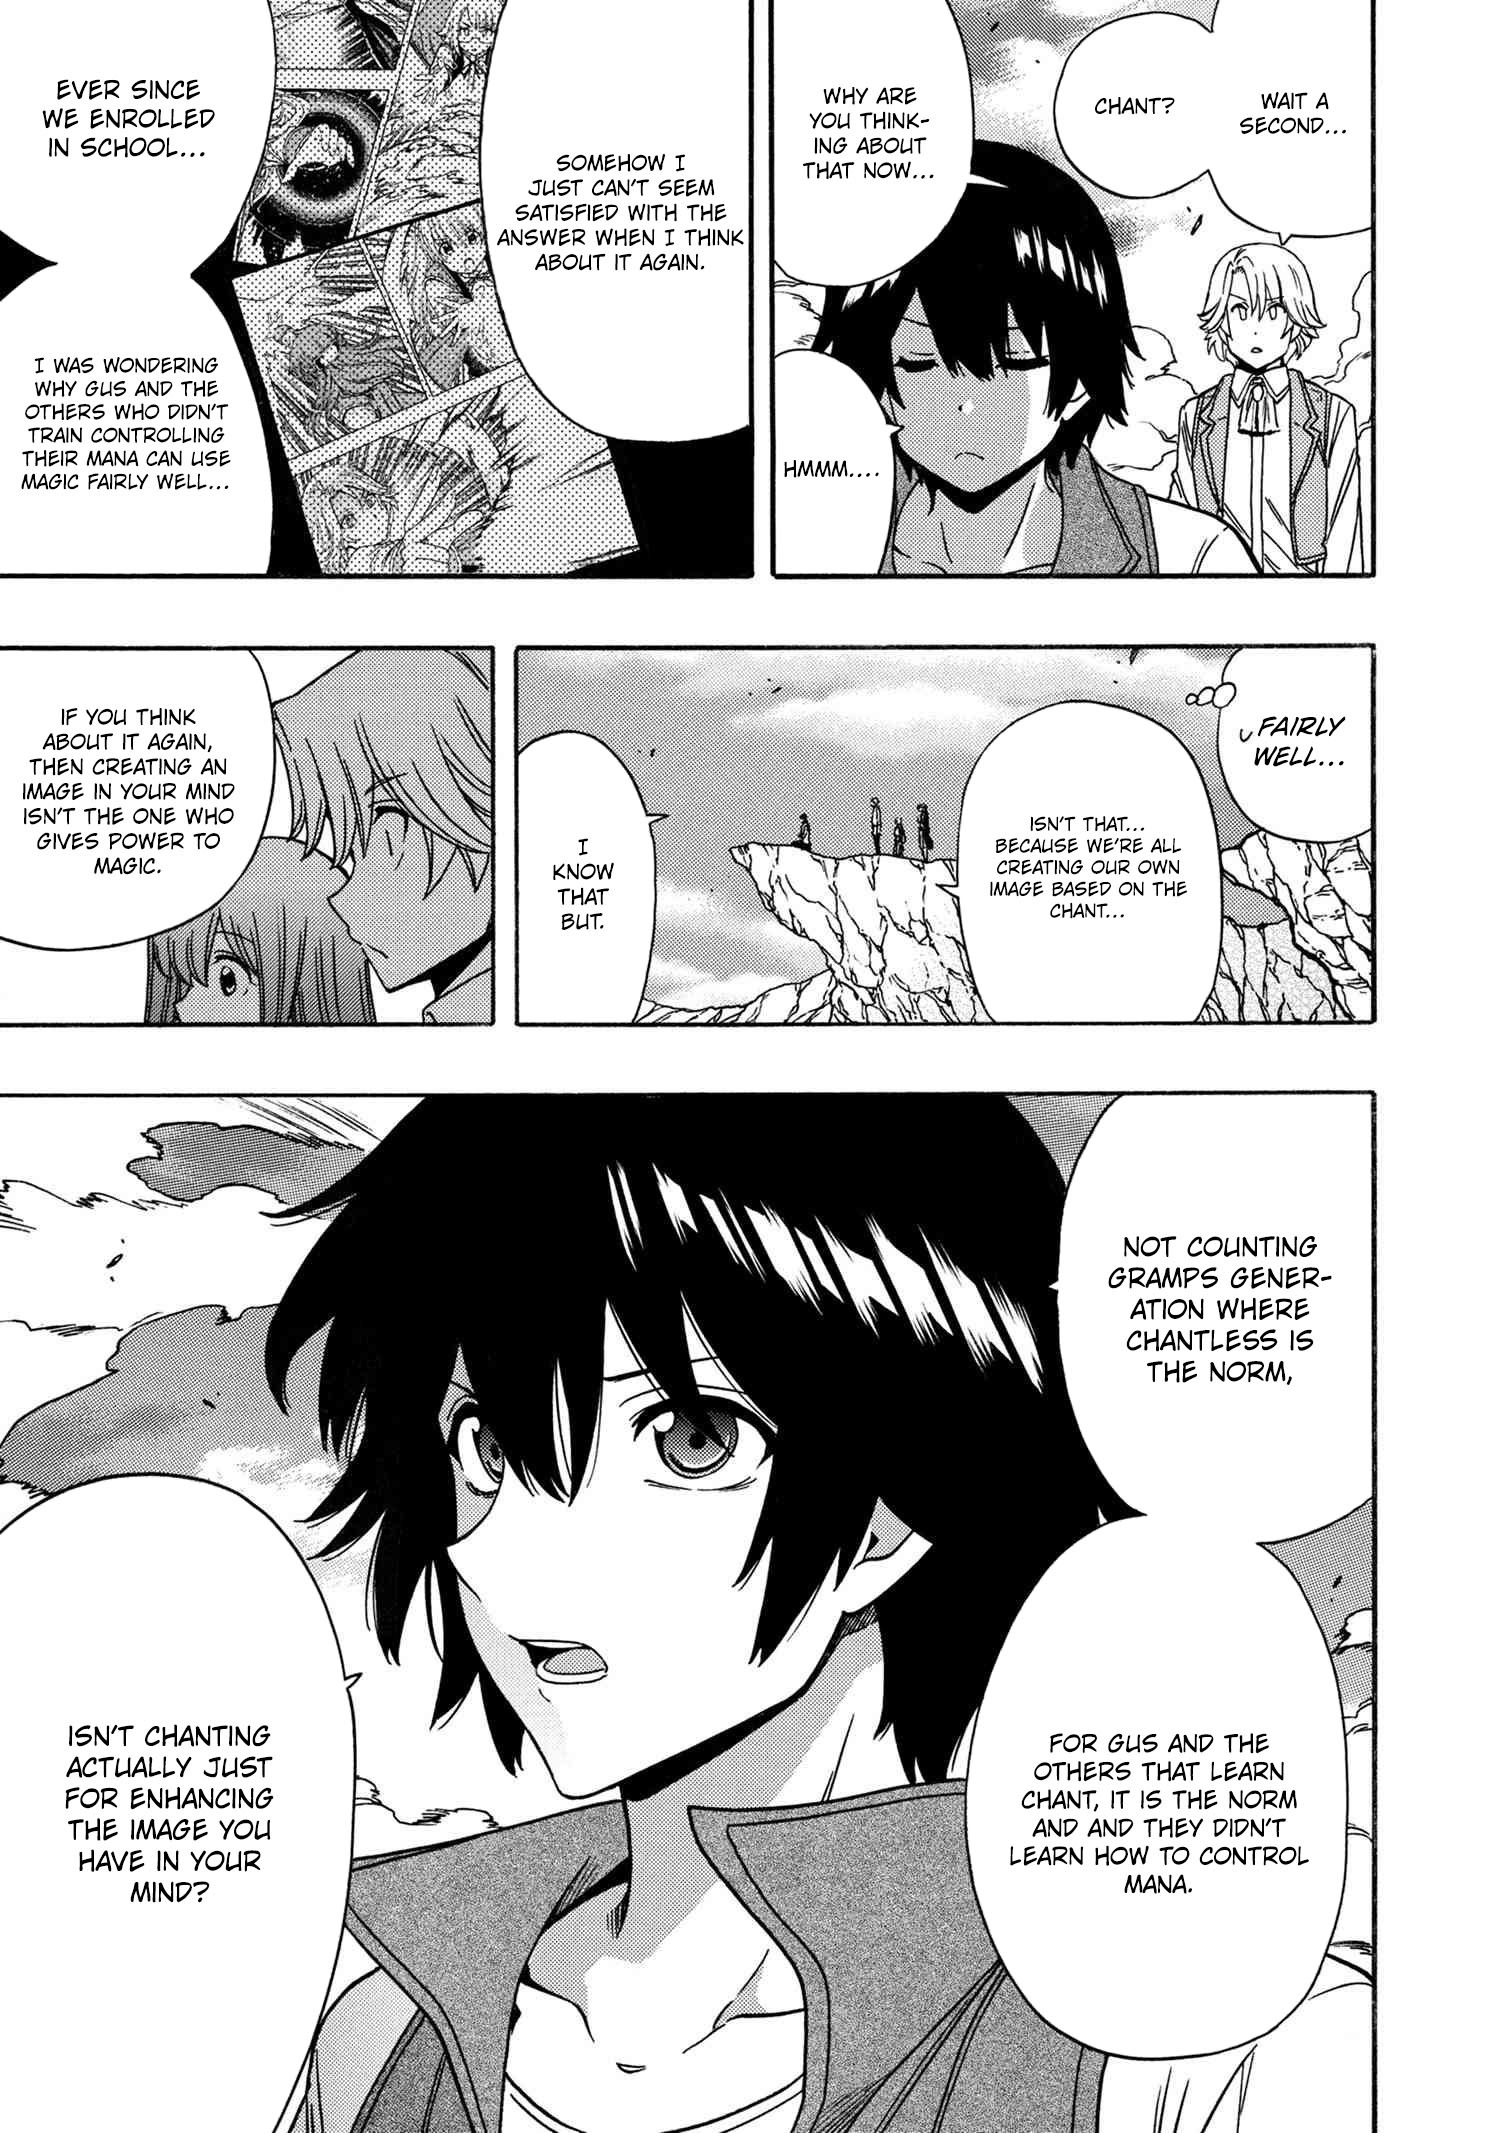 WAIT A
SECOND...
CHANT?
WHY ARE
YOU THINK-
ING ABOUT
THAT NOW...
HMMM....
SOMEHOW I
JUST CAN'T SEEM
SATISFIED WITH THE
ANSWER WHEN I THINK
ABOUT IT AGAIN.
EVER SINCE
WE ENROLLED
IN SCHOOL...
I WAS WONDERING
WHY GUS AND THE
OTHERS WHO DIDN'T
TRAIN CONTROLLING
THEIR MANA CAN USE
MAGIC FAIRLY WELL...
FAIRLY
WELL...
ISN'T THAT...
BECAUSE WE'RE ALL
CREATING OUR OWN
IMAGE BASED ON THE
CHANT...
I
KNOW
THAT
BUT.
IF YOU THINK
ABOUT IT AGAIN,
THEN CREATING AN
IMAGE IN YOUR MIND
ISN'T THE ONE WHO
GIVES POWER TO
MAGIC.
NOT COUNTING
GRAMPS GENER-
ATION WHERE
CHANTLESS IS
THE NORM,
FOR GUS AND THE
OTHERS THAT LEARN
CHANT, IT IS THE NORM
AND AND THEY DIDN'T
LEARN HOW TO CONTROL
MANA.
ISN'T CHANTING
ACTUALLY JUST
FOR ENHANCING
THE IMAGE YOU
HAVE IN YOUR
MIND?